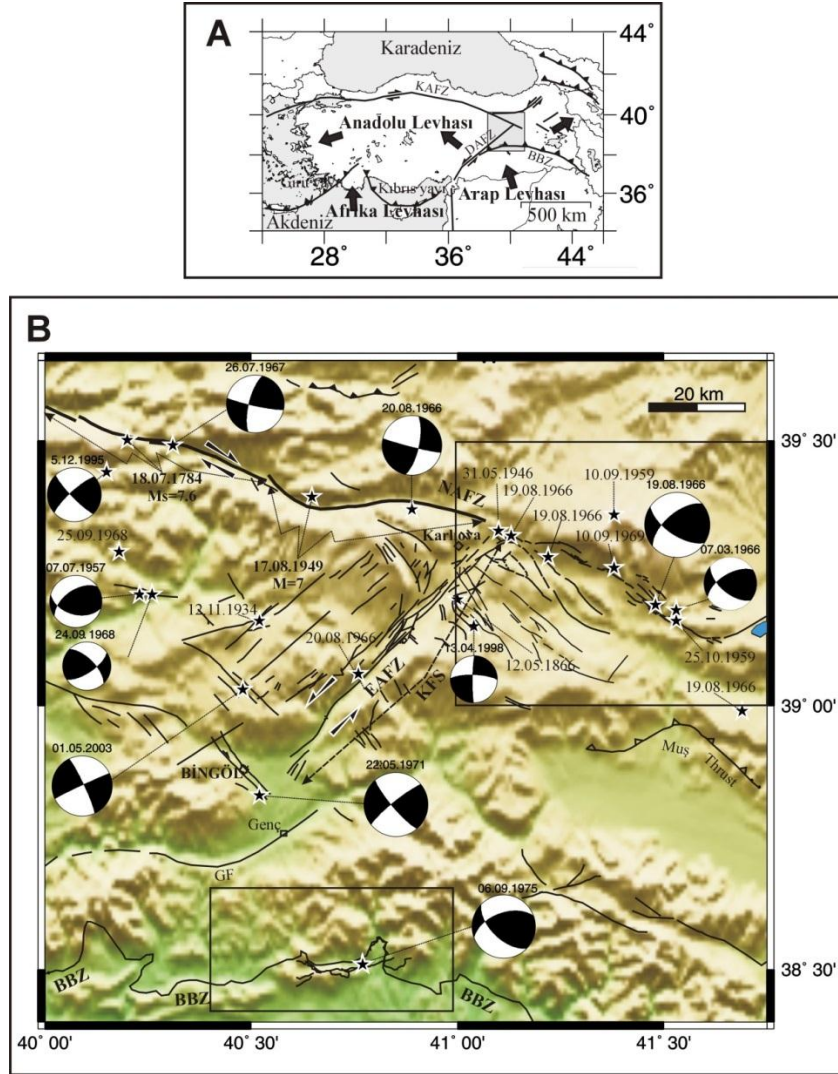 A
Karadeniz
44˚
KAFZ
40˚
Anadolu Levhası
DAFZ
BBZ
Kıbrıs yayı
Arap Levhası
36˚
Afrika Levhası
500 km
Akdeniz
28˚
36˚
44˚
B
26.07.1967
20 km
20.08.1966
39˚ 30'
5.12.1995
18.07.1784
Ms=7.6
31.05.1946
10.09.1959
19.08.1966
NAFZ
19.08.1966
25.09.1968
Karlıova
19.08.1966
10.09.1969
07.03.1966
17.08.1949
M=7
07.07.1957
12.11.1934
24.09.1968
20.08.1966
13.04.1998
12.05.1866
25.10.1959
EAFZ
KFS
19.08.1966
39˚ 00'
01.05.2003
BİNGÖL
22.05.1971
Muş Thrust
Genç
GF
06.09.1975
38˚ 30'
BBZ
BBZ
BBZ
40˚ 00'
40˚ 30'
41˚ 00'
41˚ 30'